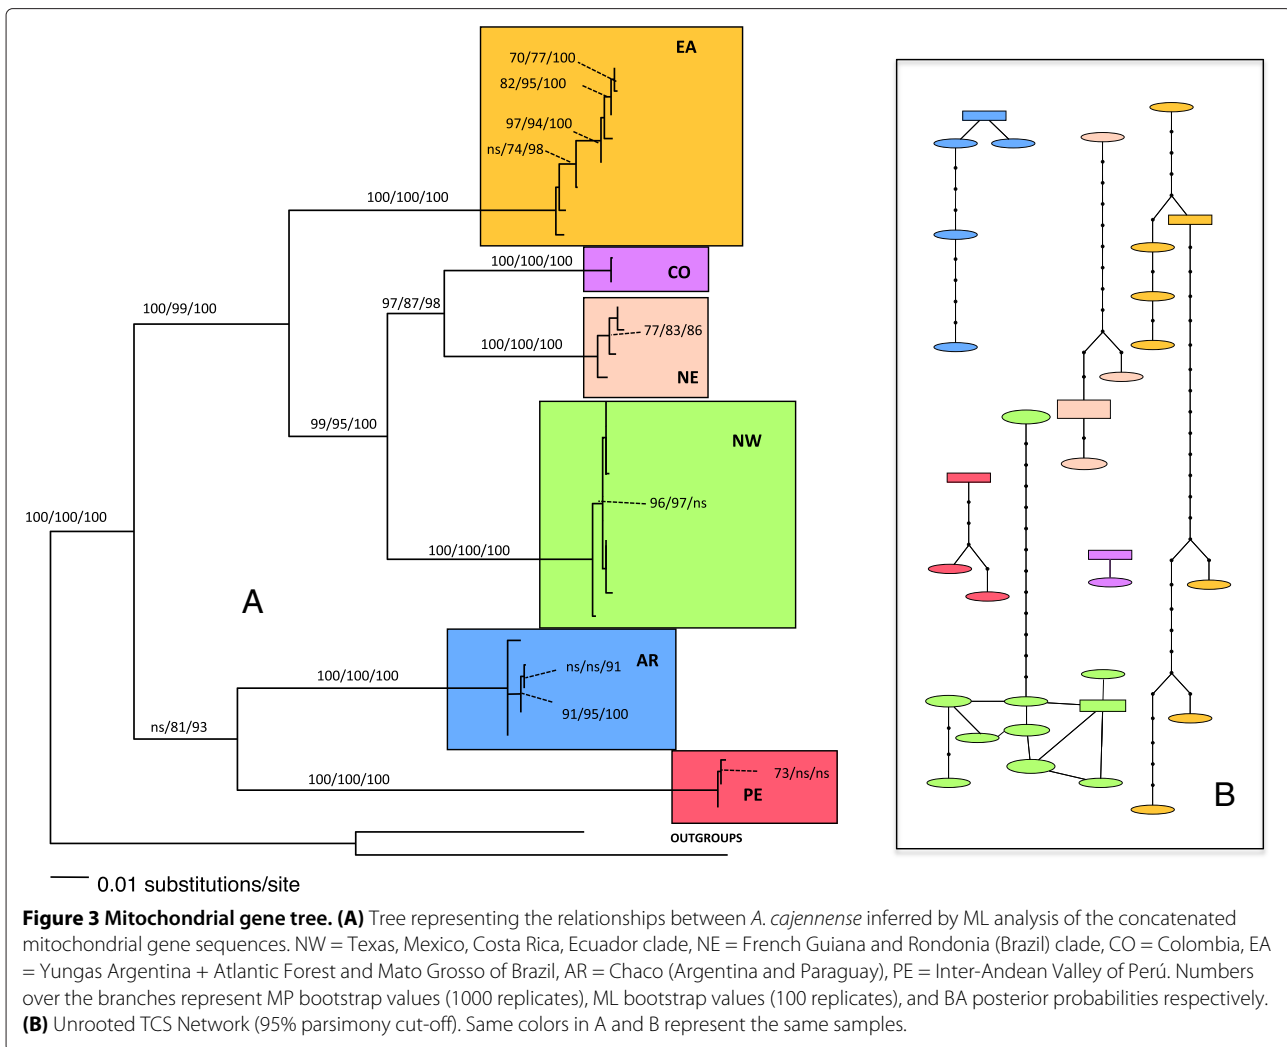 EA
70/77/100
82/95/100
97/94/100
ns/74/98
100/100/100
100/100/100
CO
97/87/98
100/99/100
77/83/86
100/100/100
NE
99/95/100
NW
96/97/ns
100/100/100
100/100/100
A
AR
ns/ns/91
100/100/100
91/95/100
ns/81/93
100/100/100
73/ns/ns
PE
B
OUTGROUPS
0.01 substitutions/site
Figure 3 Mitochondrial gene tree. (A) Tree representing the relationships between A. cajennense inferred by ML analysis of the concatenated
mitochondrial gene sequences. NW = Texas, Mexico, Costa Rica, Ecuador clade, NE = French Guiana and Rondonia (Brazil) clade, CO = Colombia, EA
= Yungas Argentina + Atlantic Forest and Mato Grosso of Brazil, AR = Chaco (Argentina and Paraguay), PE = Inter-Andean Valley of Perú. Numbers
over the branches represent MP bootstrap values (1000 replicates), ML bootstrap values (100 replicates), and BA posterior probabilities respectively.
(B) Unrooted TCS Network (95% parsimony cut-off). Same colors in A and B represent the same samples.